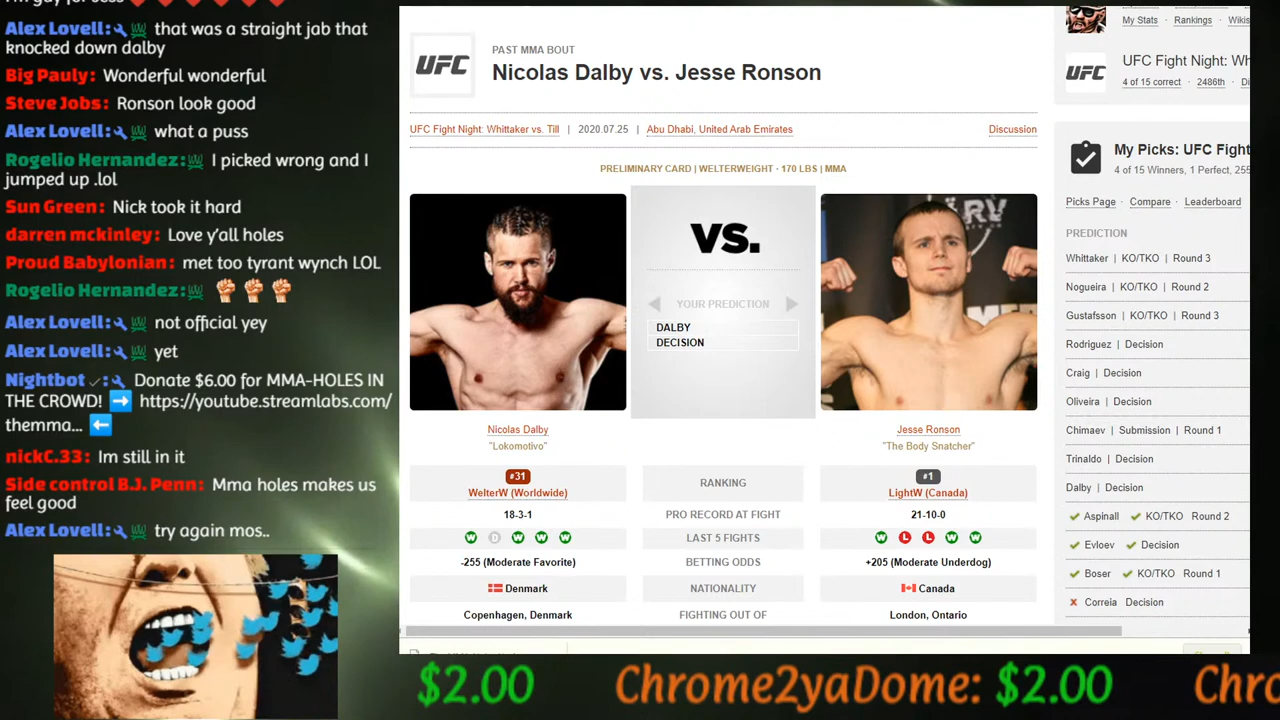 Alex Lovell: that was a straight jab that
knocked down dalby
Big Pauly: Wonderful wonderful
Steve Jobs: Ronson look good
Alex Lovell: what a puss
Rogelio Hernandez: I picked wrong and I
jumped up .lol
Sun Green: Nick took it hard
darren mckinley: Love y'all holes
Proud Babylonian: met too tyrant wynch LOL
Rogelio Hernandez: ✊🏼✊🏼✊🏼
Alex Lovell: not official yey
Alex Lovell: yet
Nightbot ✓: Donate $6.00 for MMA-HOLES IN
THE CROWD! ➡️ https://youtube.streamlabs.com/
themma... ⬅️
nickC.33: Im still in it
Side control B.J. Penn: Mma holes makes us
feel good
Alex Lovell: try again mos..
UFC
PAST MMA BOUT
Nicolas Dalby vs. Jesse Ronson
UFC Fight Night: Whittaker vs. Till | 2020.07.25 | Abu Dhabi, United Arab Emirates
Discussion
PRELIMINARY CARD | WELTERWEIGHT · 170 LBS | MMA
VS.
YOUR PREDICTION
DALBY
DECISION
Nicolas Dalby
"Lokomotivo"
Jesse Ronson
"The Body Snatcher"
#31
WelterW (Worldwide)
RANKING
#1
LightW (Canada)
18-3-1
PRO RECORD AT FIGHT
21-10-0
W D W W W
LAST 5 FIGHTS
W L L W W
-255 (Moderate Favorite)
BETTING ODDS
+205 (Moderate Underdog)
Denmark
NATIONALITY
Canada
Copenhagen, Denmark
FIGHTING OUT OF
London, Ontario
My Stats · Rankings · Wikis
UFC
UFC Fight Night: Wh
4 of 15 correct · 2486th · Di
My Picks: UFC Fight
4 of 15 Winners, 1 Perfect, 255
Picks Page · Compare · Leaderboard
PREDICTION
Whittaker | KO/TKO | Round 3
Nogueira | KO/TKO | Round 2
Gustafsson | KO/TKO | Round 3
Rodriguez | Decision
Craig | Decision
Oliveira | Decision
Chimaev | Submission | Round 1
Trinaldo | Decision
Dalby | Decision
✓ Aspinall ✓ KO/TKO Round 2
✓ Evloev ✓ Decision
✓ Boser ✓ KO/TKO Round 1
x Correia Decision
$2.00 Chrome2yaDome: $2.00 Chro